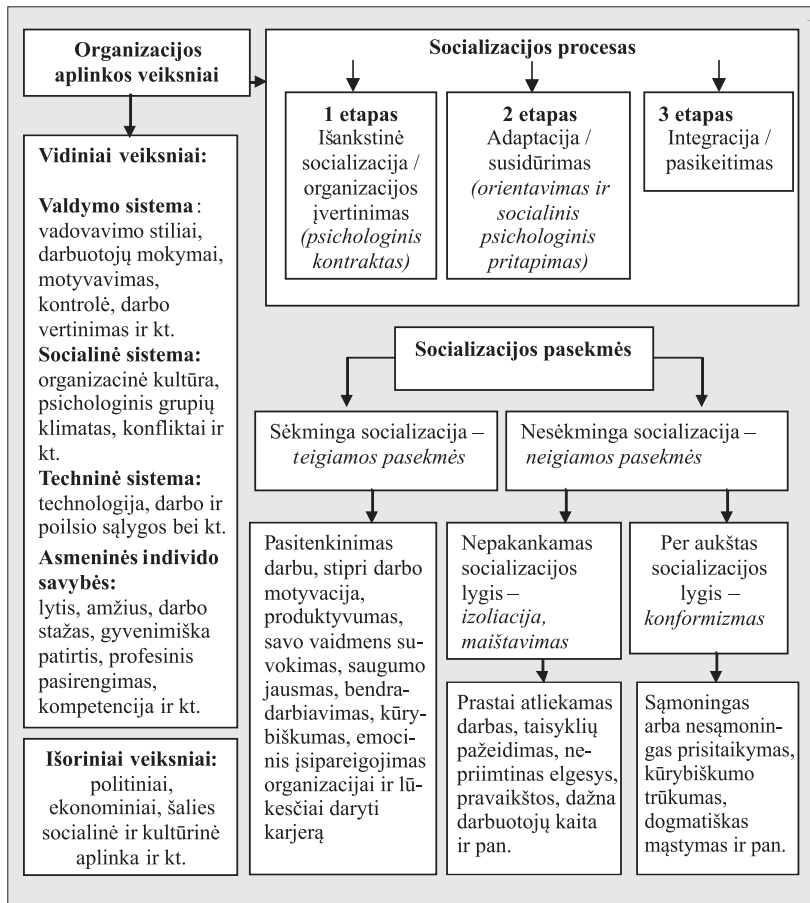 Organizacijos
aplinkos veiksniai
Socializacijos procesas
1 etapas
Išankstinė
socializacija /
organizacijos
įvertinimas
(psichologinis
kontraktas)
2 etapas
Adaptacija /
susidūrimas
(orientavimas ir
socialinis
psichologinis
pritapimas)
3 etapas
Integracija /
pasikeitimas
Vidiniai veiksniai:
Valdymo sistema:
vadovavimo stiliai,
darbuotojų mokymai,
motyvavimas,
kontrolė, darbo
vertinimas ir kt.
Socialinė sistema:
organizacinė kultūra,
psichologinis grupių
klimatas, konfliktai ir
kt.
Techninė sistema:
technologija, darbo ir
poilsio sąlygos bei kt.
Asmeninės individo
savybės:
lytis, amžius, darbo
stažas, gyvenimiška
patirtis, profesinis
pasirengimas,
kompetencija ir kt.
Išoriniai veiksniai:
politiniai,
ekonominiai, šalies
socialinė ir kultūrinė
aplinka ir kt.
Socializacijos pasekmės
Sėkminga socializacija –
teigiamos pasekmės
Nesėkminga socializacija –
neigiamos pasekmės
Pasitenkinimas
darbu, stipri darbo
motyvacija,
produktyvumas,
savo vaidmens su-
vokimas, saugumo
jausmas, bendra-
darbiavimas, kūry-
biškumas, emoci-
nis įsipareigojimas
organizacijai ir lū-
kesčiai daryti
karjerą
Nepakankamas
socializacijos
lygis –
izoliacija,
maištavimas
Per aukštas
socializacijos
lygis –
konformizmas
Prastai atliekamas
darbas, taisyklių
pažeidimas, ne-
priimtinas elgesys,
pravaikštos, dažna
darbuotojų kaita
ir pan.
Sąmoningas
arba nesąmonin-
gas prisitaikymas,
kūrybiškumo
trūkumas,
dogmatiškas
mąstymas ir pan.